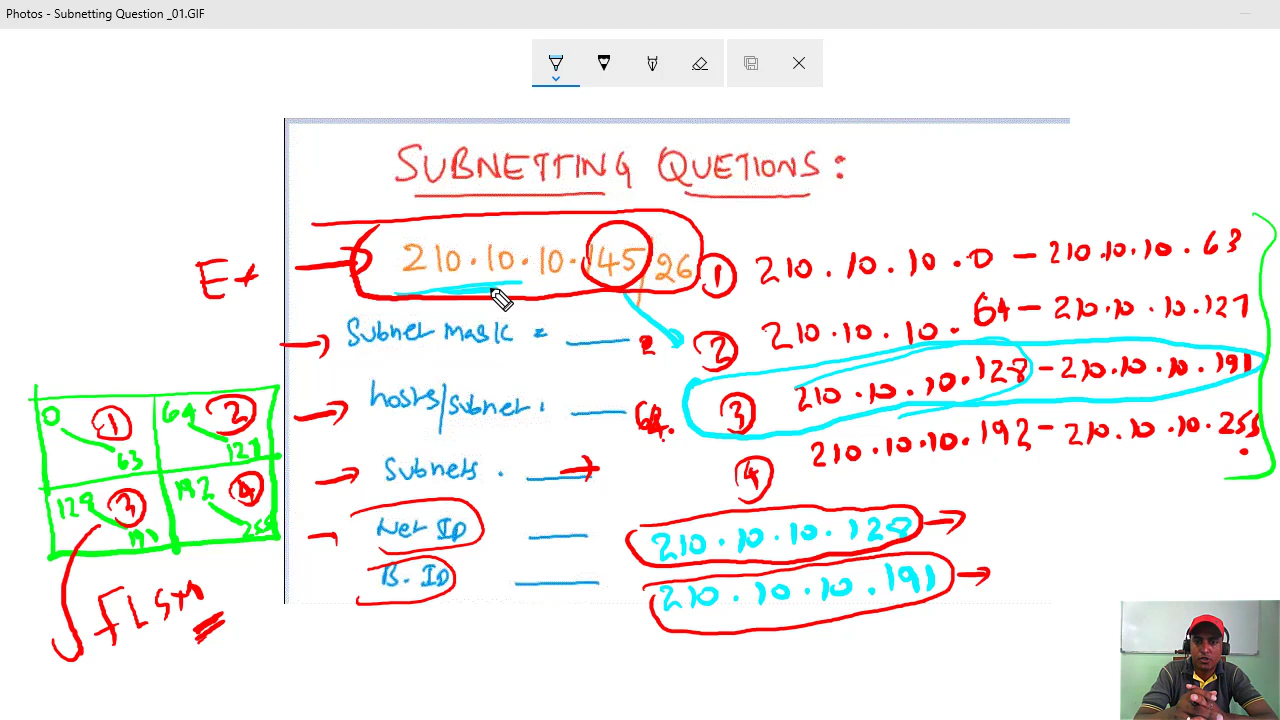 Photos - Subnetting Question _01.GIF
SUBNETTING QUETIONS:
Ex
210.10.10.145/26
Subnet mask =
hosts/subnet .
64.
Subnets .
Net ID
B. ID
1 210.10.10.0 - 210.10.10.63
2 210.10.10.64 - 210.10.10.127
3 210.10.10.128 - 210.10.10.191
4 210.10.10.192 - 210.10.10.255
210.10.10.128
210.10.10.191
0 1 63
64 2 127
3 191
192 4 255
FLSM